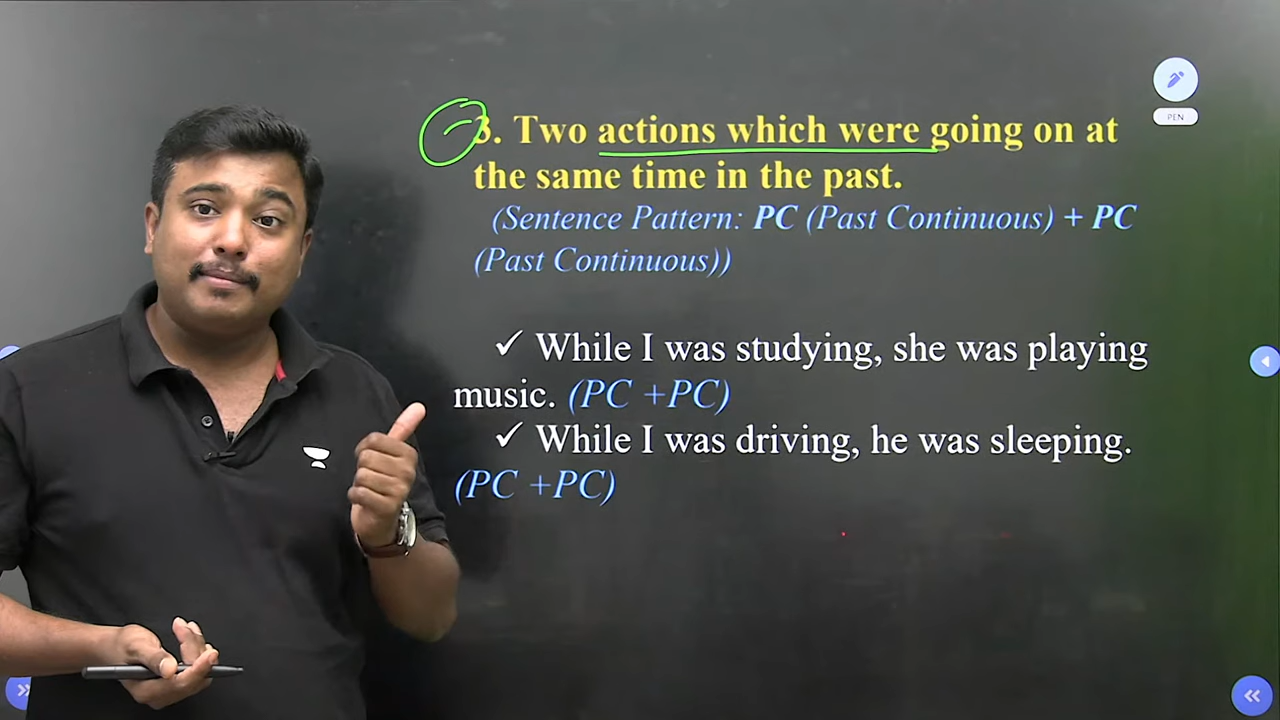 3. Two actions which were going on at
the same time in the past.
(Sentence Pattern: PC (Past Continuous) + PC
(Past Continuous))
✓ While I was studying, she was playing
music. (PC +PC)
✓ While I was driving, he was sleeping.
(PC +PC)
PEN